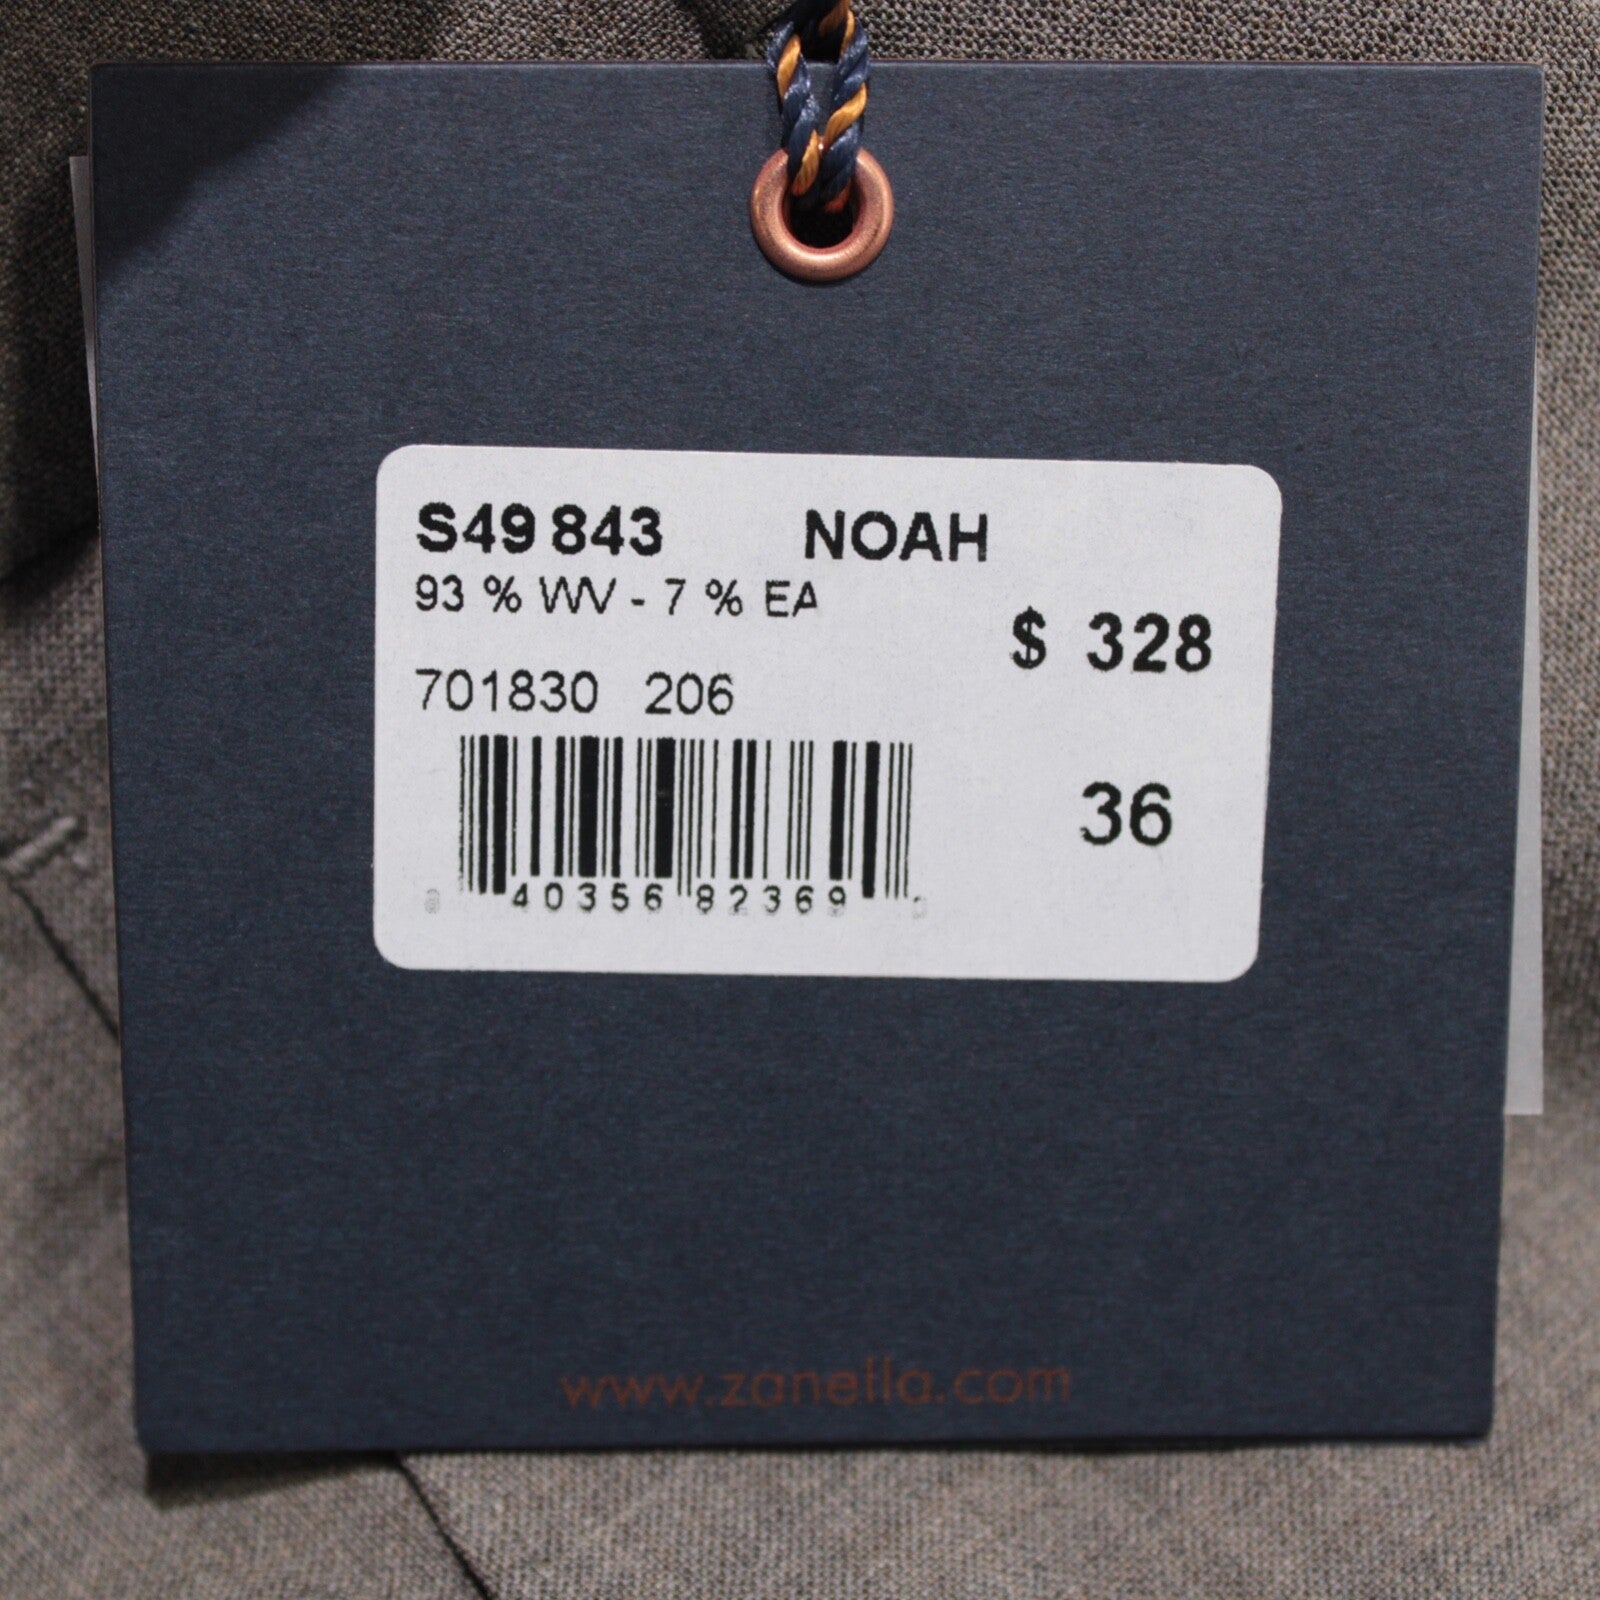 S49 843 NOAH
93 % WV - 7 % EA
$ 328
701830 206
36
40356 82369
www.zanella.com